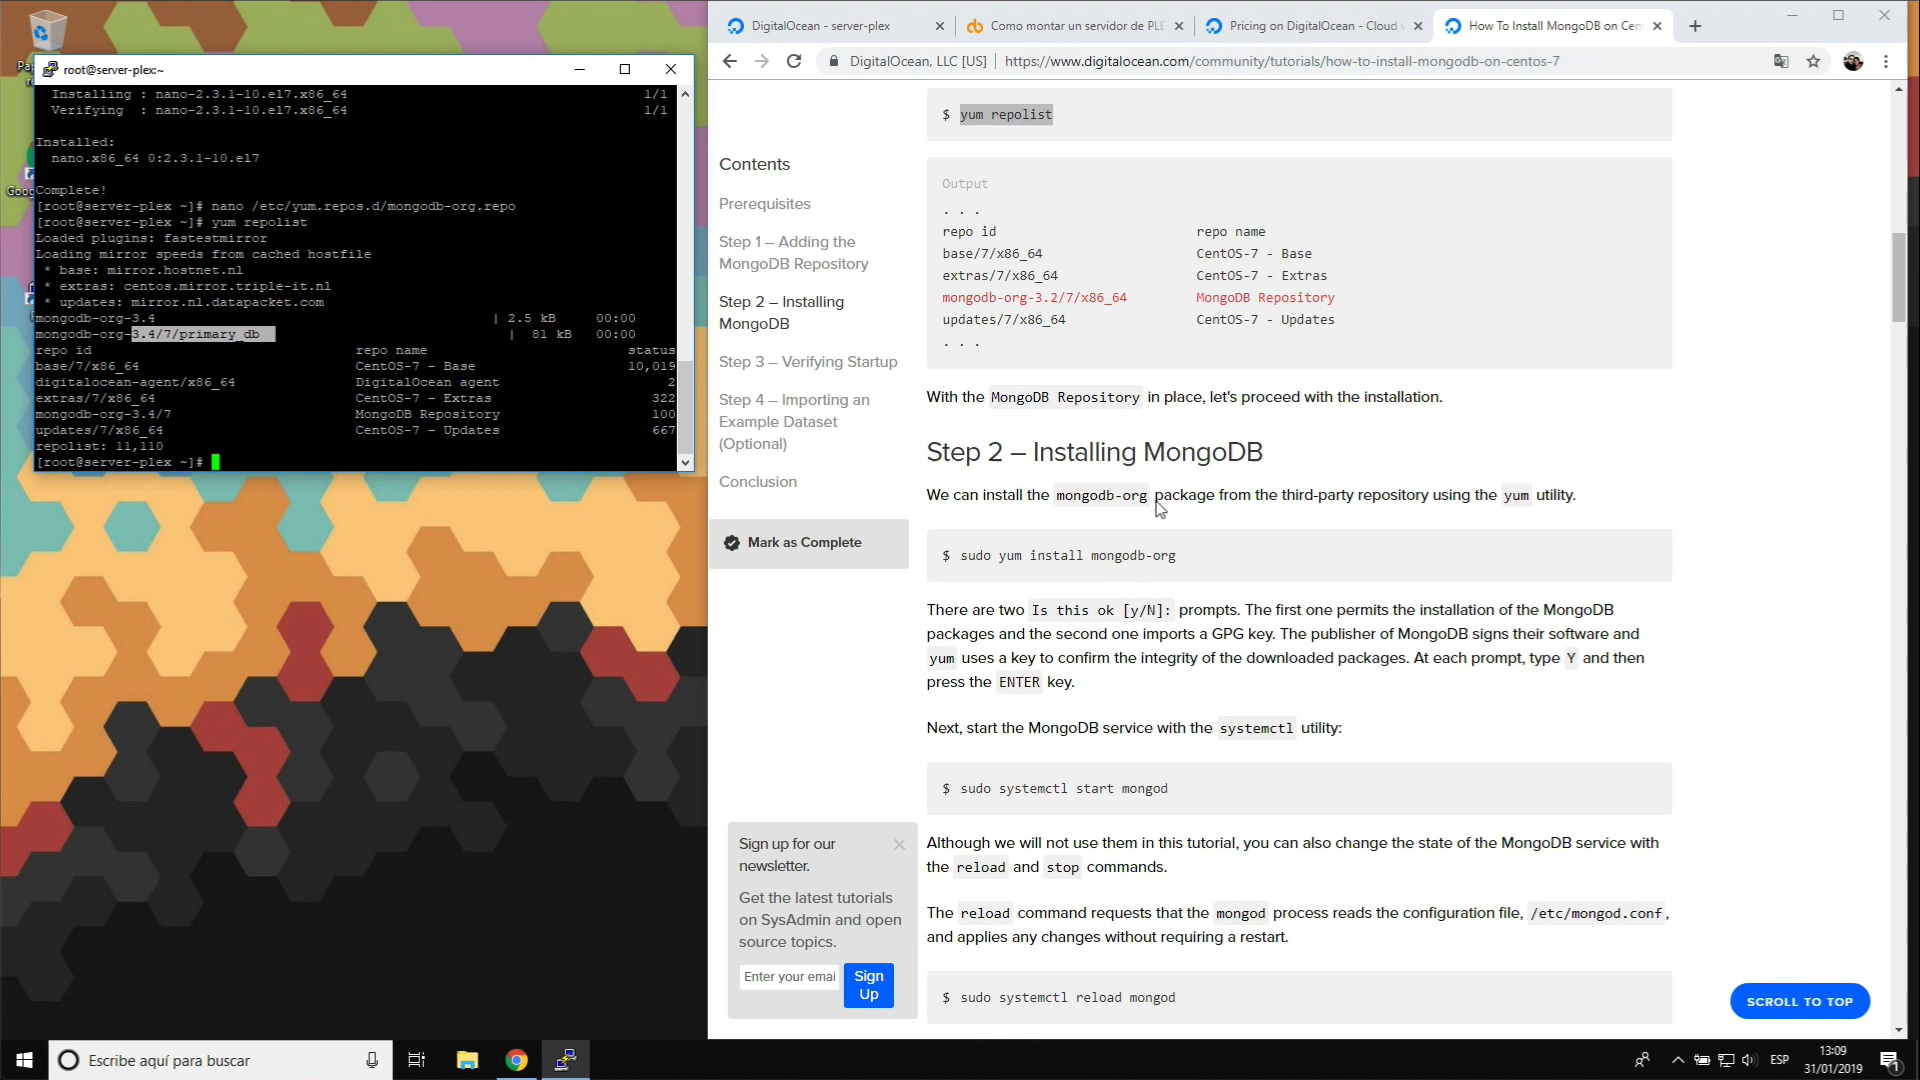 root@server-plex:~
Installing : nano-2.3.1-10.el7.x86_64 1/1
Verifying : nano-2.3.1-10.el7.x86_64 1/1
Installed:
nano.x86_64 0:2.3.1-10.el7
Complete!
[root@server-plex ~]# nano /etc/yum.repos.d/mongodb-org.repo
[root@server-plex ~]# yum repolist
Loaded plugins: fastestmirror
Loading mirror speeds from cached hostfile
* base: mirror.hostnet.nl
* extras: centos.mirror.triple-it.nl
* updates: mirror.nl.datapacket.com
mongodb-org-3.4 | 2.5 kB 00:00
mongodb-org-3.4/7/primary_db | 81 kB 00:00
repo id repo name status
base/7/x86_64 CentOS-7 - Base 10,019
digitalocean-agent/x86_64 DigitalOcean agent 2
extras/7/x86_64 CentOS-7 - Extras 322
mongodb-org-3.4/7 MongoDB Repository 100
updates/7/x86_64 CentOS-7 - Updates 667
repolist: 11,110
[root@server-plex ~]#
DigitalOcean - server-plex
Como montar un servidor de PLE
Pricing on DigitalOcean - Cloud
How To Install MongoDB on Cen
DigitalOcean, LLC [US] | https://www.digitalocean.com/community/tutorials/how-to-install-mongodb-on-centos-7
Contents
Prerequisites
Step 1 – Adding the
MongoDB Repository
Step 2 – Installing
MongoDB
Step 3 – Verifying Startup
Step 4 – Importing an
Example Dataset
(Optional)
Conclusion
Mark as Complete
Sign up for our
newsletter.
Get the latest tutorials
on SysAdmin and open
source topics.
Enter your emai
Sign
Up
$ yum repolist
Output
. . .
repo id repo name
base/7/x86_64 CentOS-7 - Base
extras/7/x86_64 CentOS-7 - Extras
mongodb-org-3.2/7/x86_64 MongoDB Repository
updates/7/x86_64 CentOS-7 - Updates
. . .
With the MongoDB Repository in place, let's proceed with the installation.
Step 2 – Installing MongoDB
We can install the mongodb-org package from the third-party repository using the yum utility.
$ sudo yum install mongodb-org
There are two Is this ok [y/N]: prompts. The first one permits the installation of the MongoDB
packages and the second one imports a GPG key. The publisher of MongoDB signs their software and
yum uses a key to confirm the integrity of the downloaded packages. At each prompt, type Y and then
press the ENTER key.
Next, start the MongoDB service with the systemctl utility:
$ sudo systemctl start mongod
Although we will not use them in this tutorial, you can also change the state of the MongoDB service with
the reload and stop commands.
The reload command requests that the mongod process reads the configuration file, /etc/mongod.conf,
and applies any changes without requiring a restart.
$ sudo systemctl reload mongod
SCROLL TO TOP
Escribe aquí para buscar
ESP
13:09
31/01/2019
1